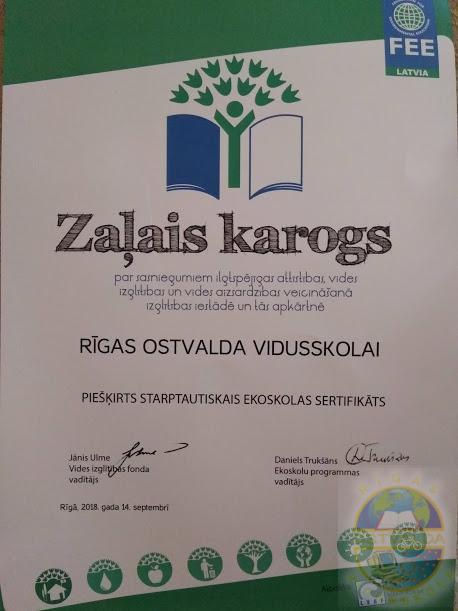 FEE
LATVIA
Zaļais karogs
par sasniegumiem ilgtspējīgas attīstības, vides
izglītības un vides aizsardzības veicināšanā
izglītības iestādē un tās apkārtnē
RĪGAS OSTVALDA VIDUSSKOLAI
PIEŠĶIRTS STARPTAUTISKAIS EKOSKOLAS SERTIFIKĀTS
Jānis Ulme
Vides izglītības fonda
vadītājs
Daniels Trukšāns
Ekoskolu programmas
vadītājs
Rīgā, 2018. gada 14. septembrī
RĪGAS